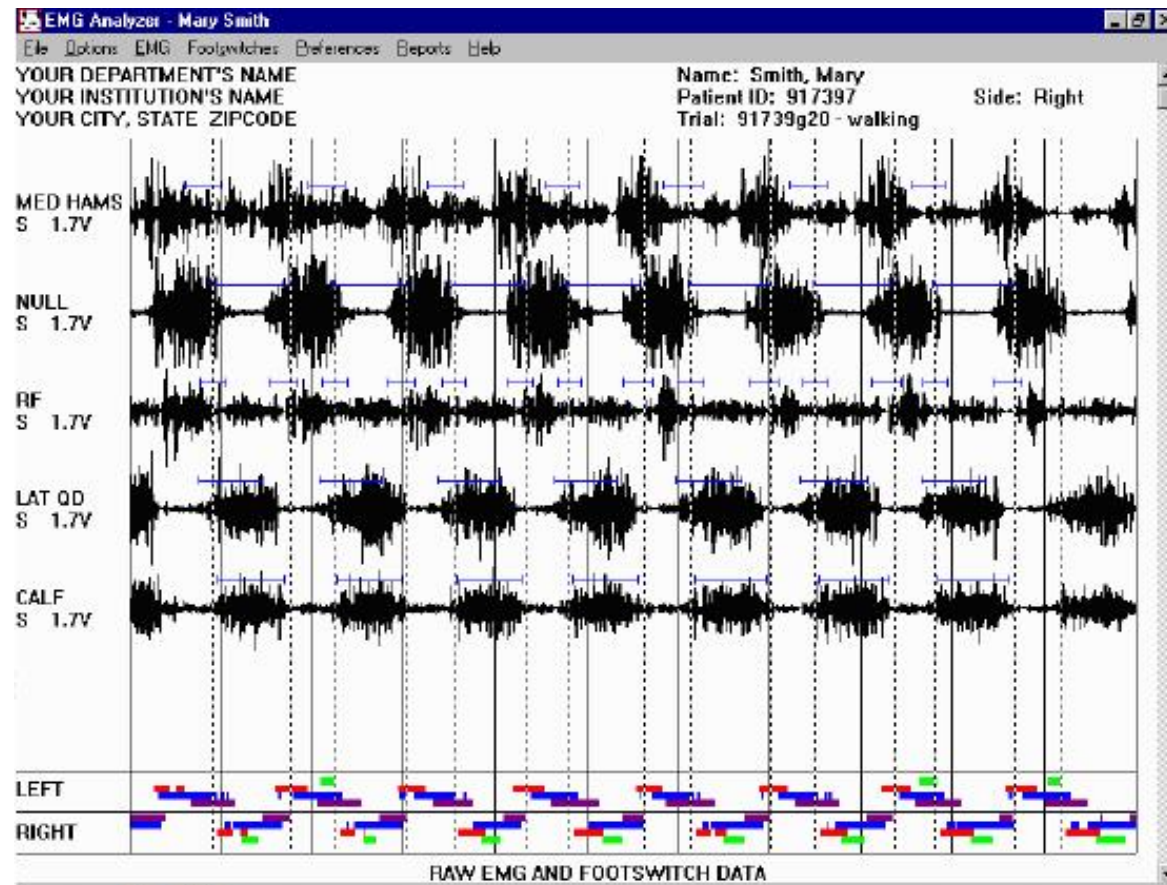 EMG Analyzer - Mary Smith
File Options EMG Footswitches Preferences Reports Help
YOUR DEPARTMENT'S NAME
YOUR INSTITUTION'S NAME
YOUR CITY, STATE ZIPCODE
Name: Smith, Mary
Patient ID: 917397 Side: Right
Trial: 91739g20 - walking
MED HAMS
S 1.7V
NULL
S 1.7V
RF
S 1.7V
LAT QD
S 1.7V
CALF
S 1.7V
LEFT
RIGHT
RAW EMG AND FOOTSWITCH DATA